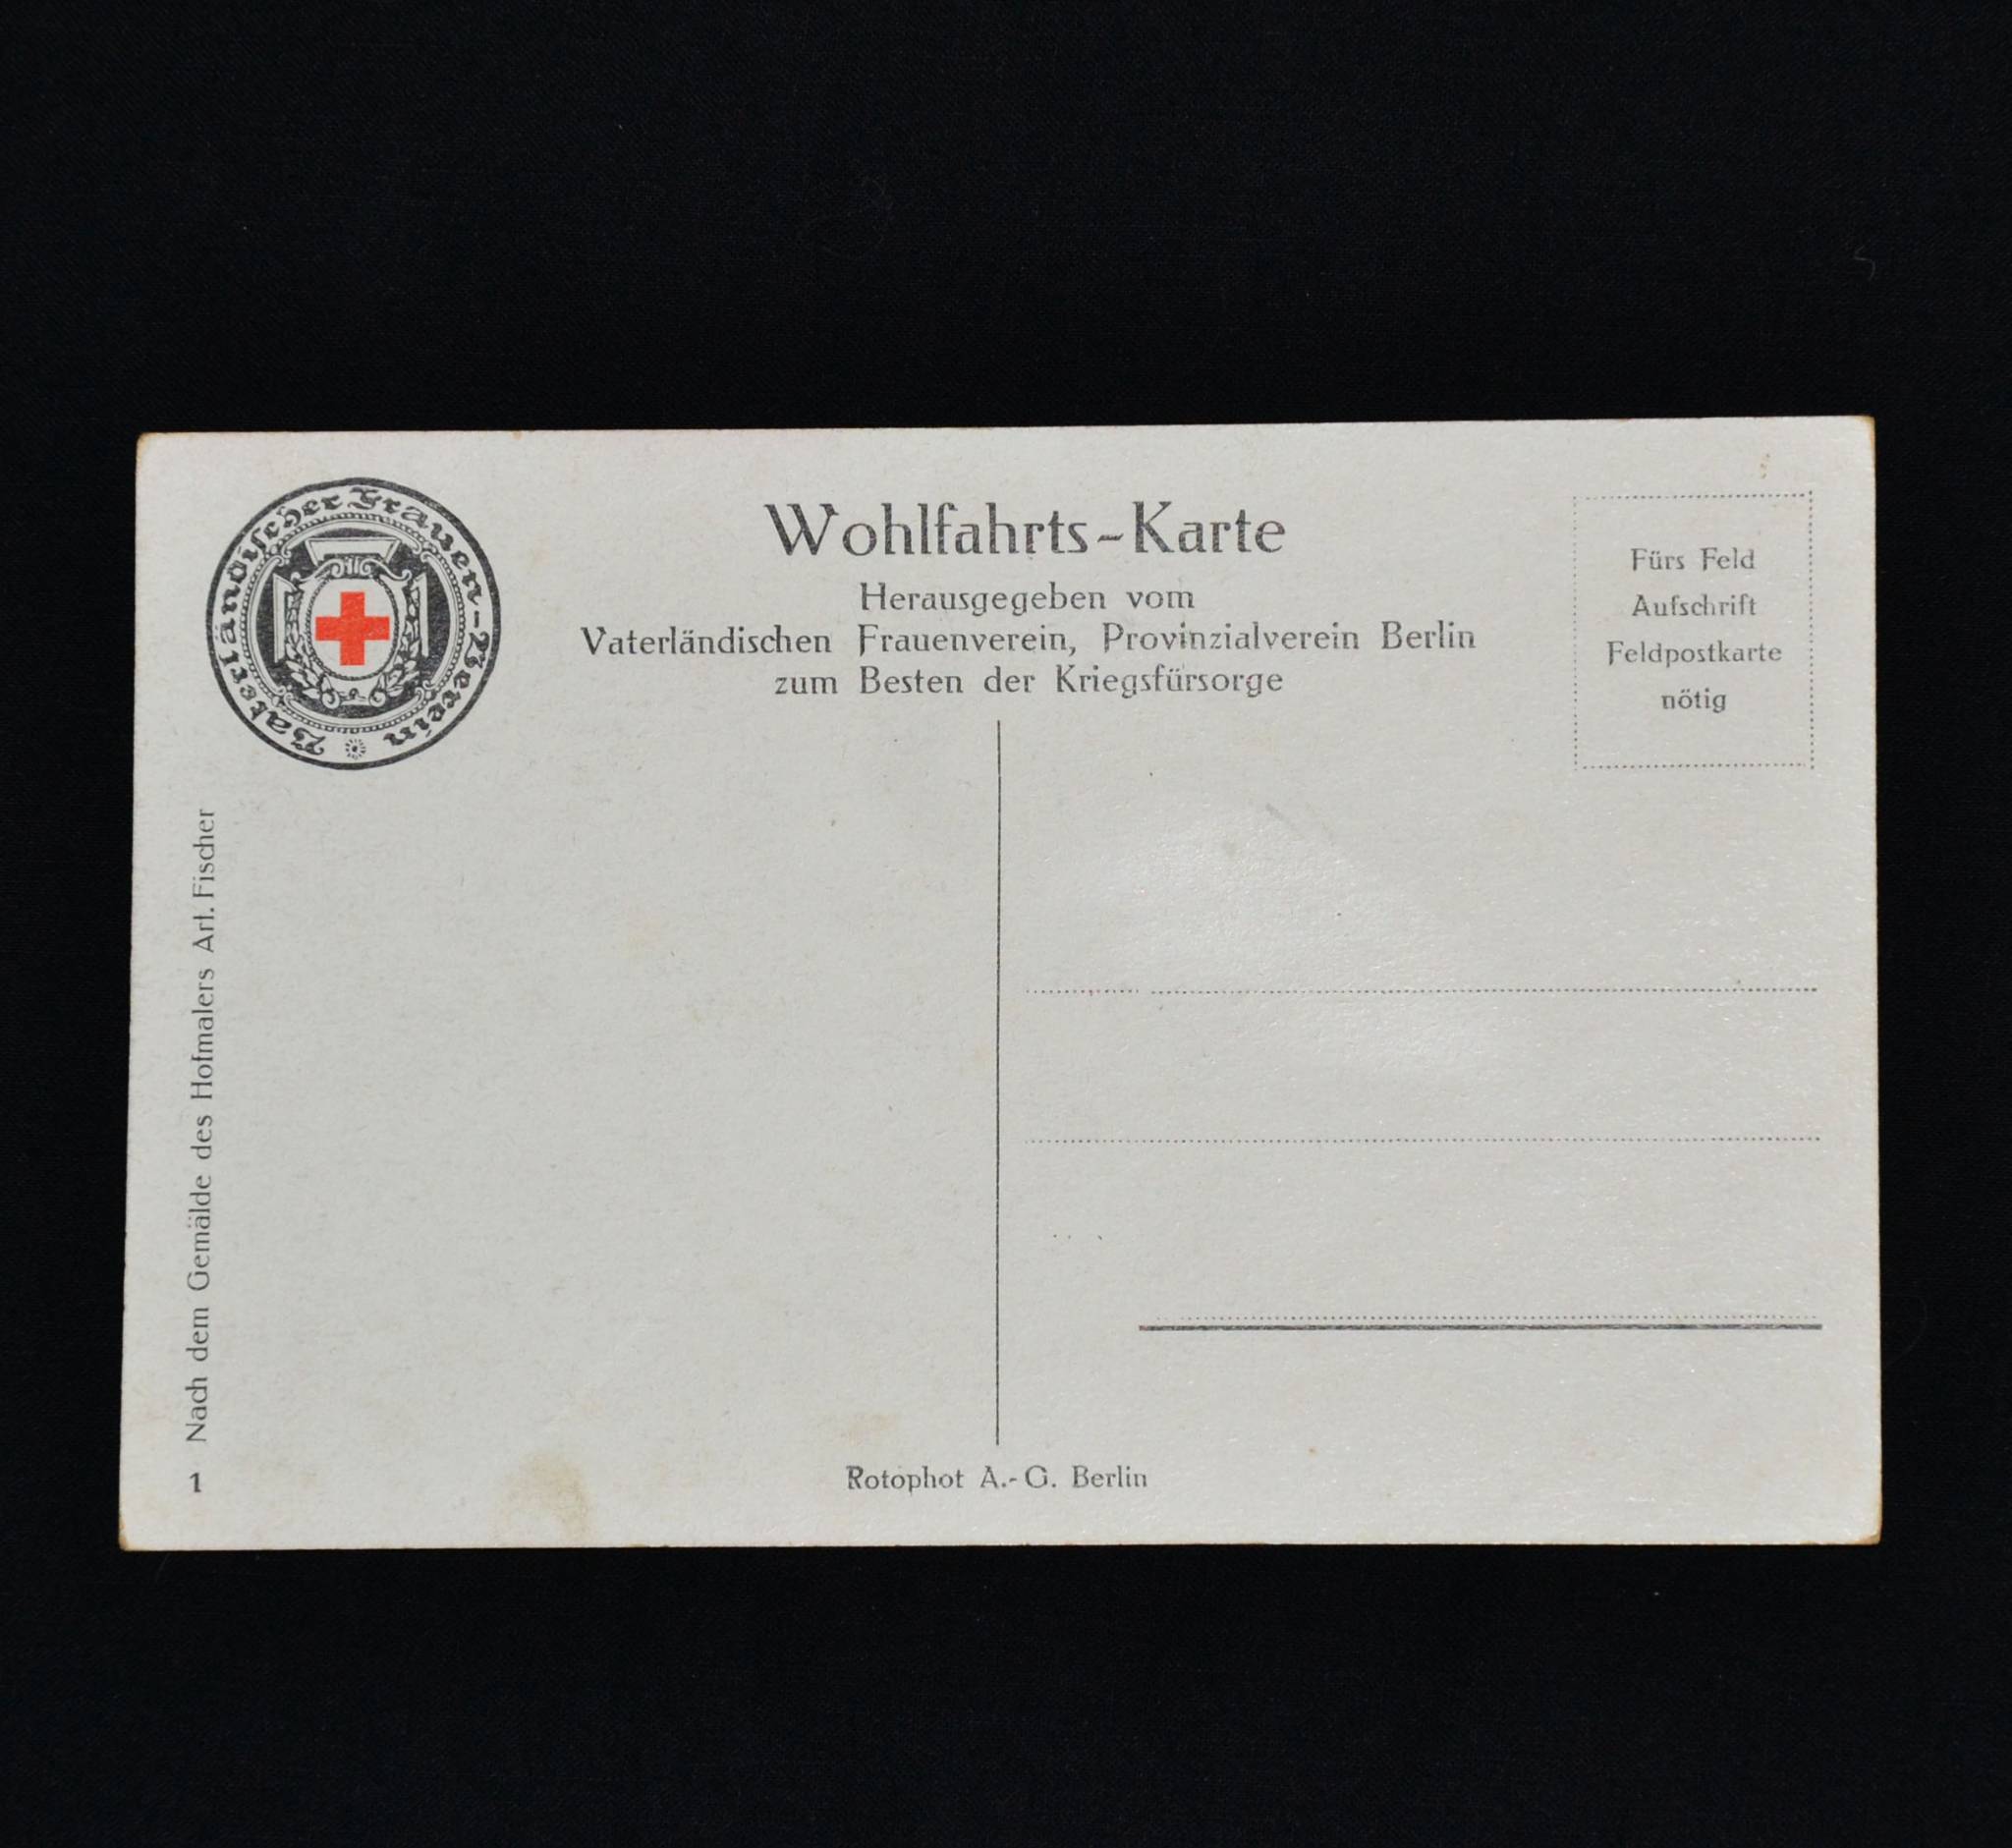 Vaterländischer Frauen-Verein
Wohlfahrts-Karte
Herausgegeben vom
Vaterländischen Frauenverein, Provinzialverein Berlin
zum Besten der Kriegsfürsorge
Fürs Feld
Aufschrift
Feldpostkarte
nötig
Nach dem Gemälde des Hofmalers Art. Fischer
1
Rotophot A.-G. Berlin